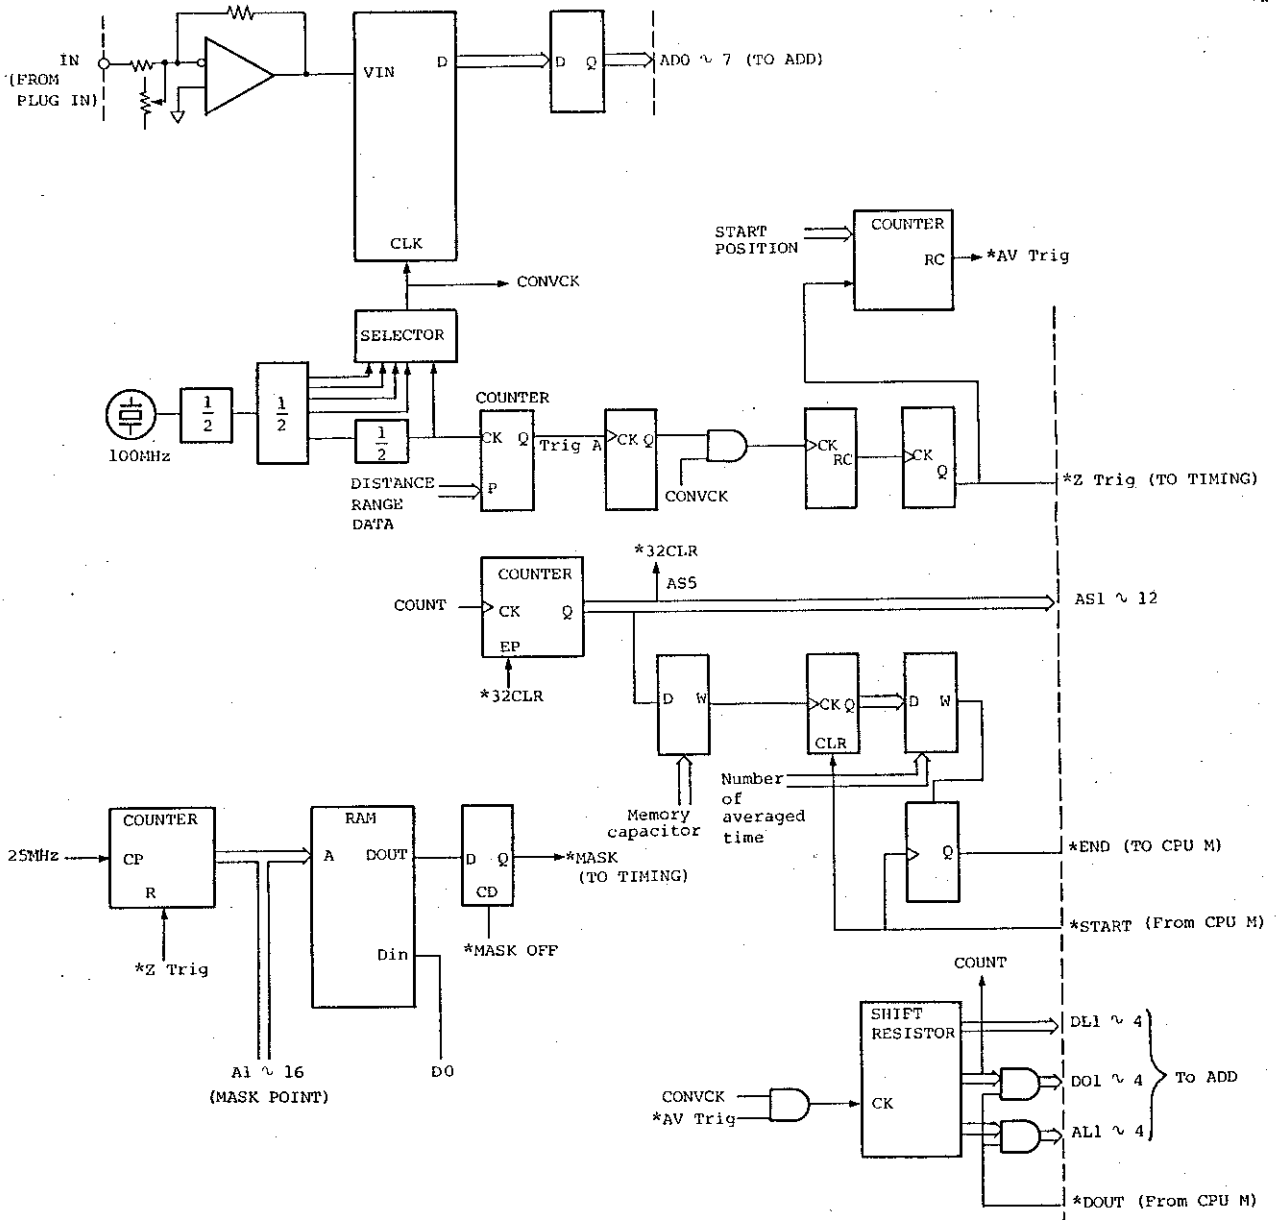 IN
(FROM
PLUG IN)
VIN
D
CLK
D Q
AD0 ∿ 7 (TO ADD)
START
POSITION
COUNTER
RC
*AV Trig
CONVCK
SELECTOR
100MHz
1/2
1/2
1/2
COUNTER
CK Q
P
Trig A
DISTANCE
RANGE
DATA
CK Q
CONVCK
CK
RC
CK
Q
*Z Trig (TO TIMING)
*32CLR
AS5
COUNTER
COUNT
CK Q
EP
*32CLR
AS1 ∿ 12
D W
CK Q
CLR
D W
Memory
capacitor
Number
of
averaged
time
Q
*END (TO CPU M)
*START (From CPU M)
25MHz
COUNTER
CP
R
*Z Trig
RAM
A DOUT
Din
D Q
CD
*MASK
(TO TIMING)
*MASK OFF
A1 ∿ 16
(MASK POINT)
D0
COUNT
SHIFT
RESISTOR
CK
CONVCK
*AV Trig
DL1 ∿ 4
DO1 ∿ 4
AL1 ∿ 4
To ADD
*DOUT (From CPU M)